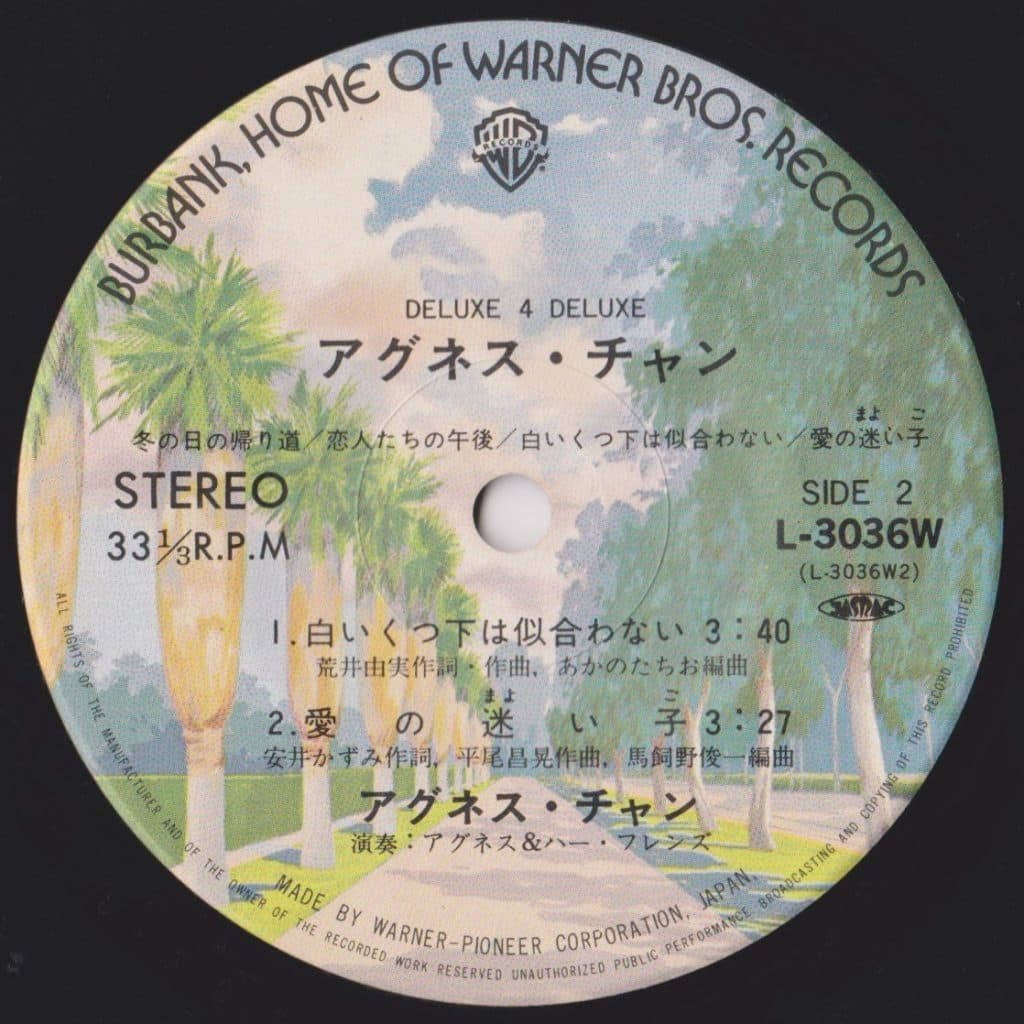 BURBANK, HOME OF WARNER BROS. RECORDS
W
RECORDS
DELUXE 4 DELUXE
アグネス・チャン
まよ こ
冬の日の帰り道/恋人たちの午後/白いくつ下は似合わない/愛の迷い子
STEREO
33 1/3 R.P.M
SIDE 2
L-3036W
(L-3036W2)
JASRAC
1. 白いくつ下は似合わない 3:40
荒井由実作詞・作曲, あかのたちお編曲
まよ こ
2. 愛の迷い子 3:27
安井かずみ作詞, 平尾昌晃作曲, 馬飼野俊一編曲
アグネス・チャン
演奏:アグネス&ハー・フレンズ
MADE BY WARNER-PIONEER CORPORATION, JAPAN.
ALL RIGHTS OF THE MANUFACTURER AND OF THE OWNER OF THE RECORDED WORK RESERVED UNAUTHORIZED PUBLIC PERFORMANCE BROADCASTING AND COPYING OF THIS RECORD PROHIBITED